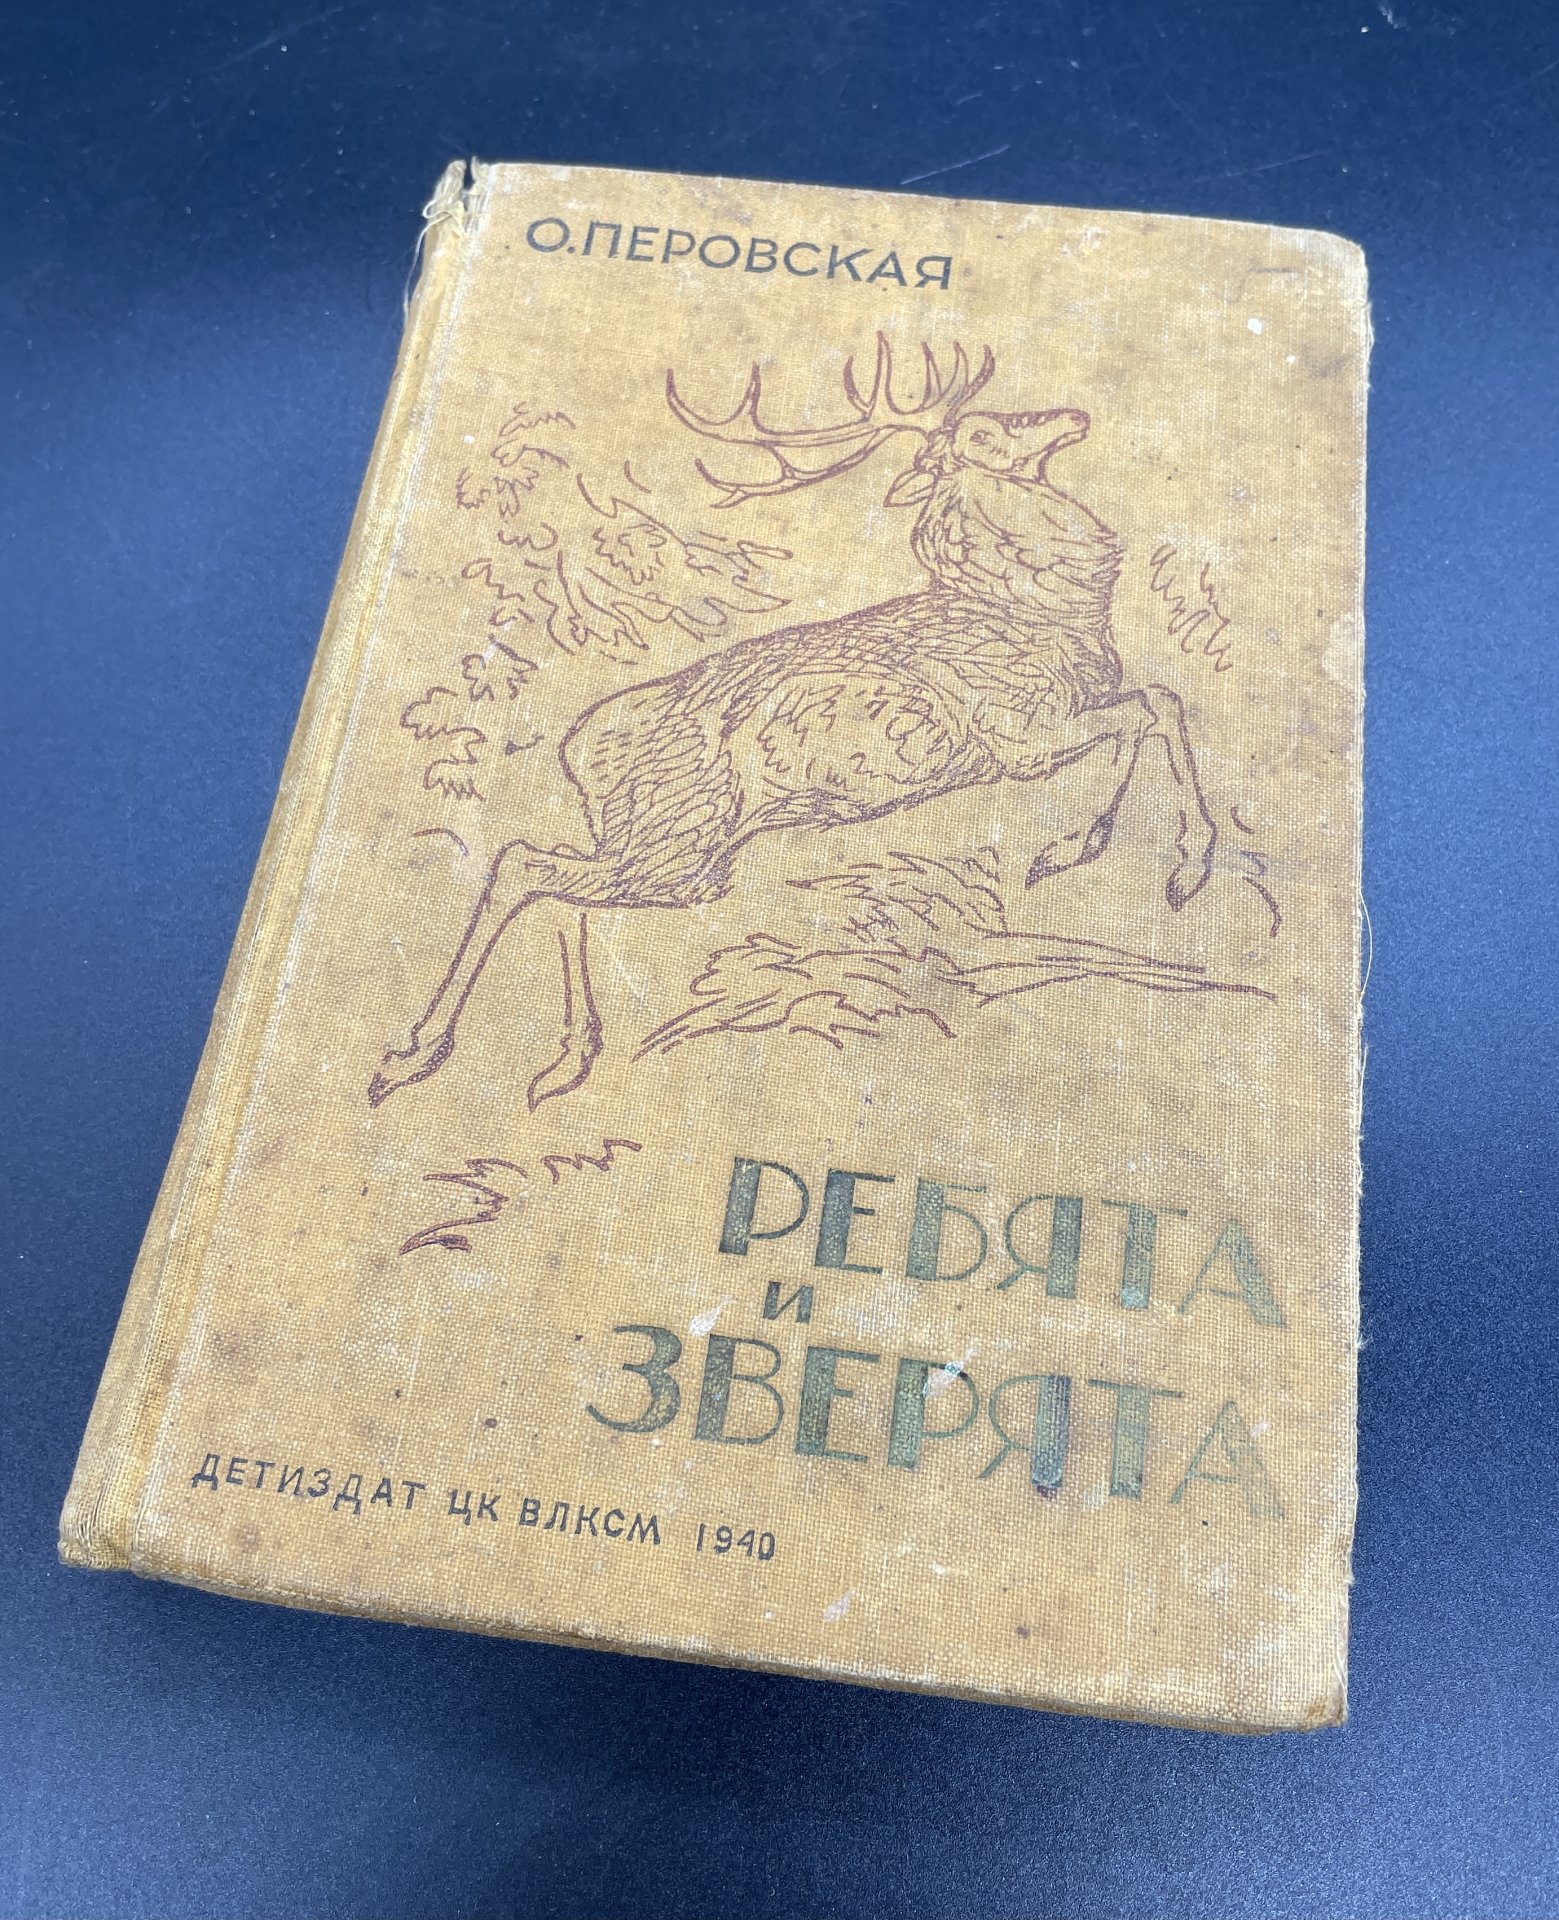 О.ПЕРОВСКАЯ
РЕБЯТА
И
ЗВЕРЯТА
ДЕТИЗДАТ ЦК ВЛКСМ 1940